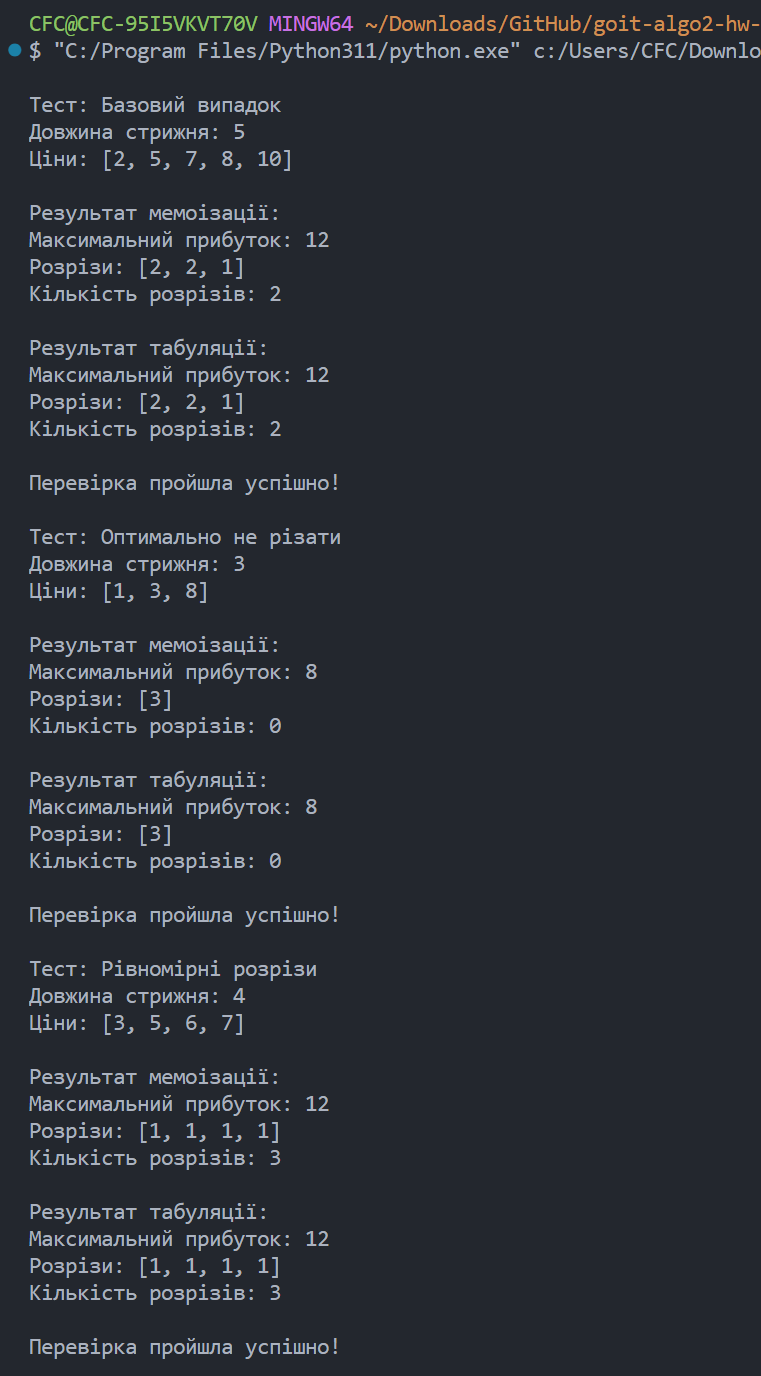 CFC@CFC-95I5VKVT70V MINGW64 ~/Downloads/GitHub/goit-algo2-hw-
$ "C:/Program Files/Python311/python.exe" c:/Users/CFC/Downlo
Тест: Базовий випадок
Довжина стрижня: 5
Ціни: [2, 5, 7, 8, 10]
Результат мемоізації:
Максимальний прибуток: 12
Розрізи: [2, 2, 1]
Кількість розрізів: 2
Результат табуляції:
Максимальний прибуток: 12
Розрізи: [2, 2, 1]
Кількість розрізів: 2
Перевірка пройшла успішно!
Тест: Оптимально не різати
Довжина стрижня: 3
Ціни: [1, 3, 8]
Результат мемоізації:
Максимальний прибуток: 8
Розрізи: [3]
Кількість розрізів: 0
Результат табуляції:
Максимальний прибуток: 8
Розрізи: [3]
Кількість розрізів: 0
Перевірка пройшла успішно!
Тест: Рівномірні розрізи
Довжина стрижня: 4
Ціни: [3, 5, 6, 7]
Результат мемоізації:
Максимальний прибуток: 12
Розрізи: [1, 1, 1, 1]
Кількість розрізів: 3
Результат табуляції:
Максимальний прибуток: 12
Розрізи: [1, 1, 1, 1]
Кількість розрізів: 3
Перевірка пройшла успішно!